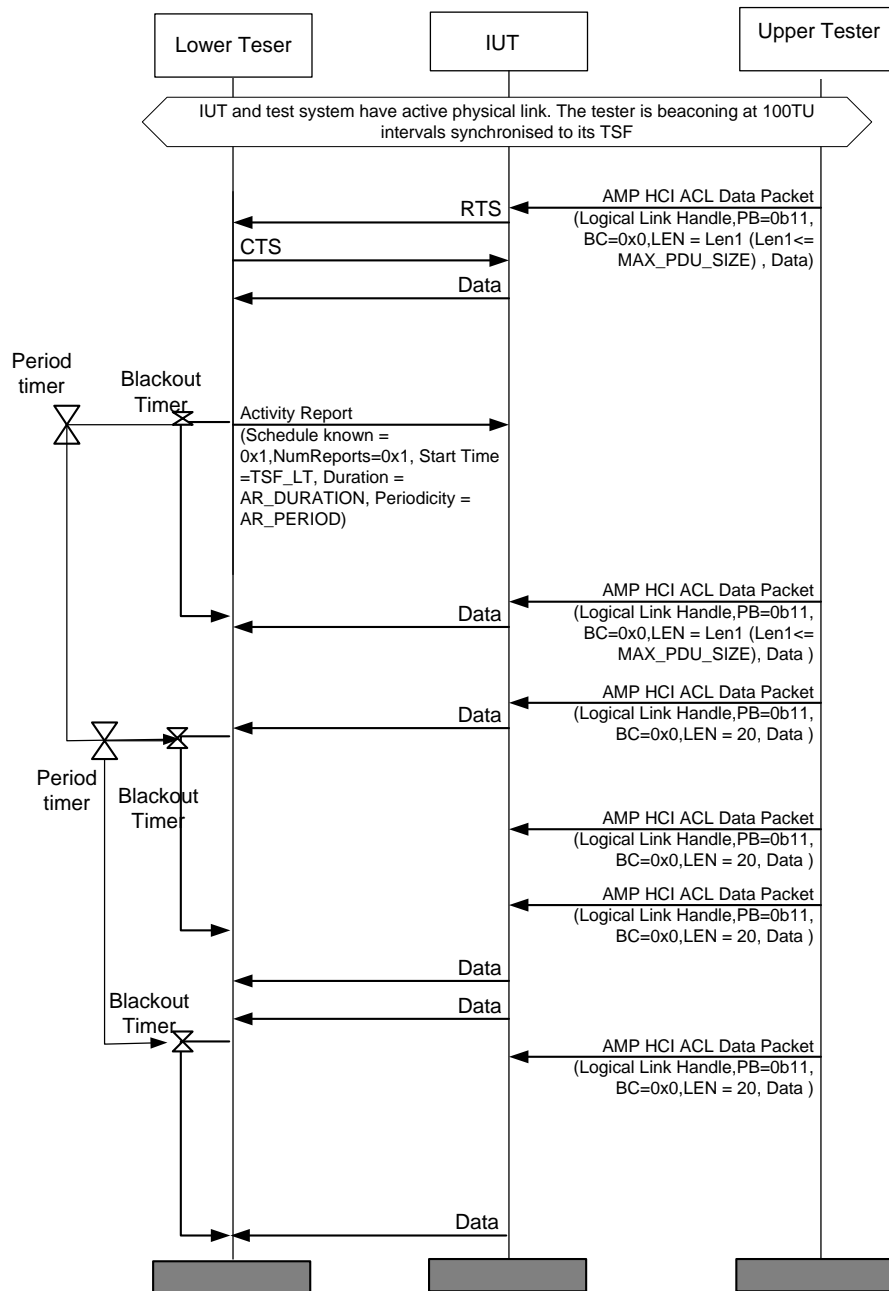 Lower Teser
IUT
Upper Tester
IUT and test system have active physical link. The tester is beaconing at 100TU
intervals synchronised to its TSF
AMP HCI ACL Data Packet
(Logical Link Handle,PB=0b11,
BC=0x0,LEN = Len1 (Len1<=
MAX_PDU_SIZE) , Data)
RTS
CTS
Data
Period
timer
Blackout
Timer
Activity Report
(Schedule known =
0x1,NumReports=0x1, Start Time
=TSF_LT, Duration =
AR_DURATION, Periodicity =
AR_PERIOD)
AMP HCI ACL Data Packet
(Logical Link Handle,PB=0b11,
BC=0x0,LEN = Len1 (Len1<=
MAX_PDU_SIZE), Data )
Data
AMP HCI ACL Data Packet
(Logical Link Handle,PB=0b11,
BC=0x0,LEN = 20, Data )
Data
Period
timer
Blackout
Timer
AMP HCI ACL Data Packet
(Logical Link Handle,PB=0b11,
BC=0x0,LEN = 20, Data )
AMP HCI ACL Data Packet
(Logical Link Handle,PB=0b11,
BC=0x0,LEN = 20, Data )
Data
Data
Blackout
Timer
AMP HCI ACL Data Packet
(Logical Link Handle,PB=0b11,
BC=0x0,LEN = 20, Data )
Data